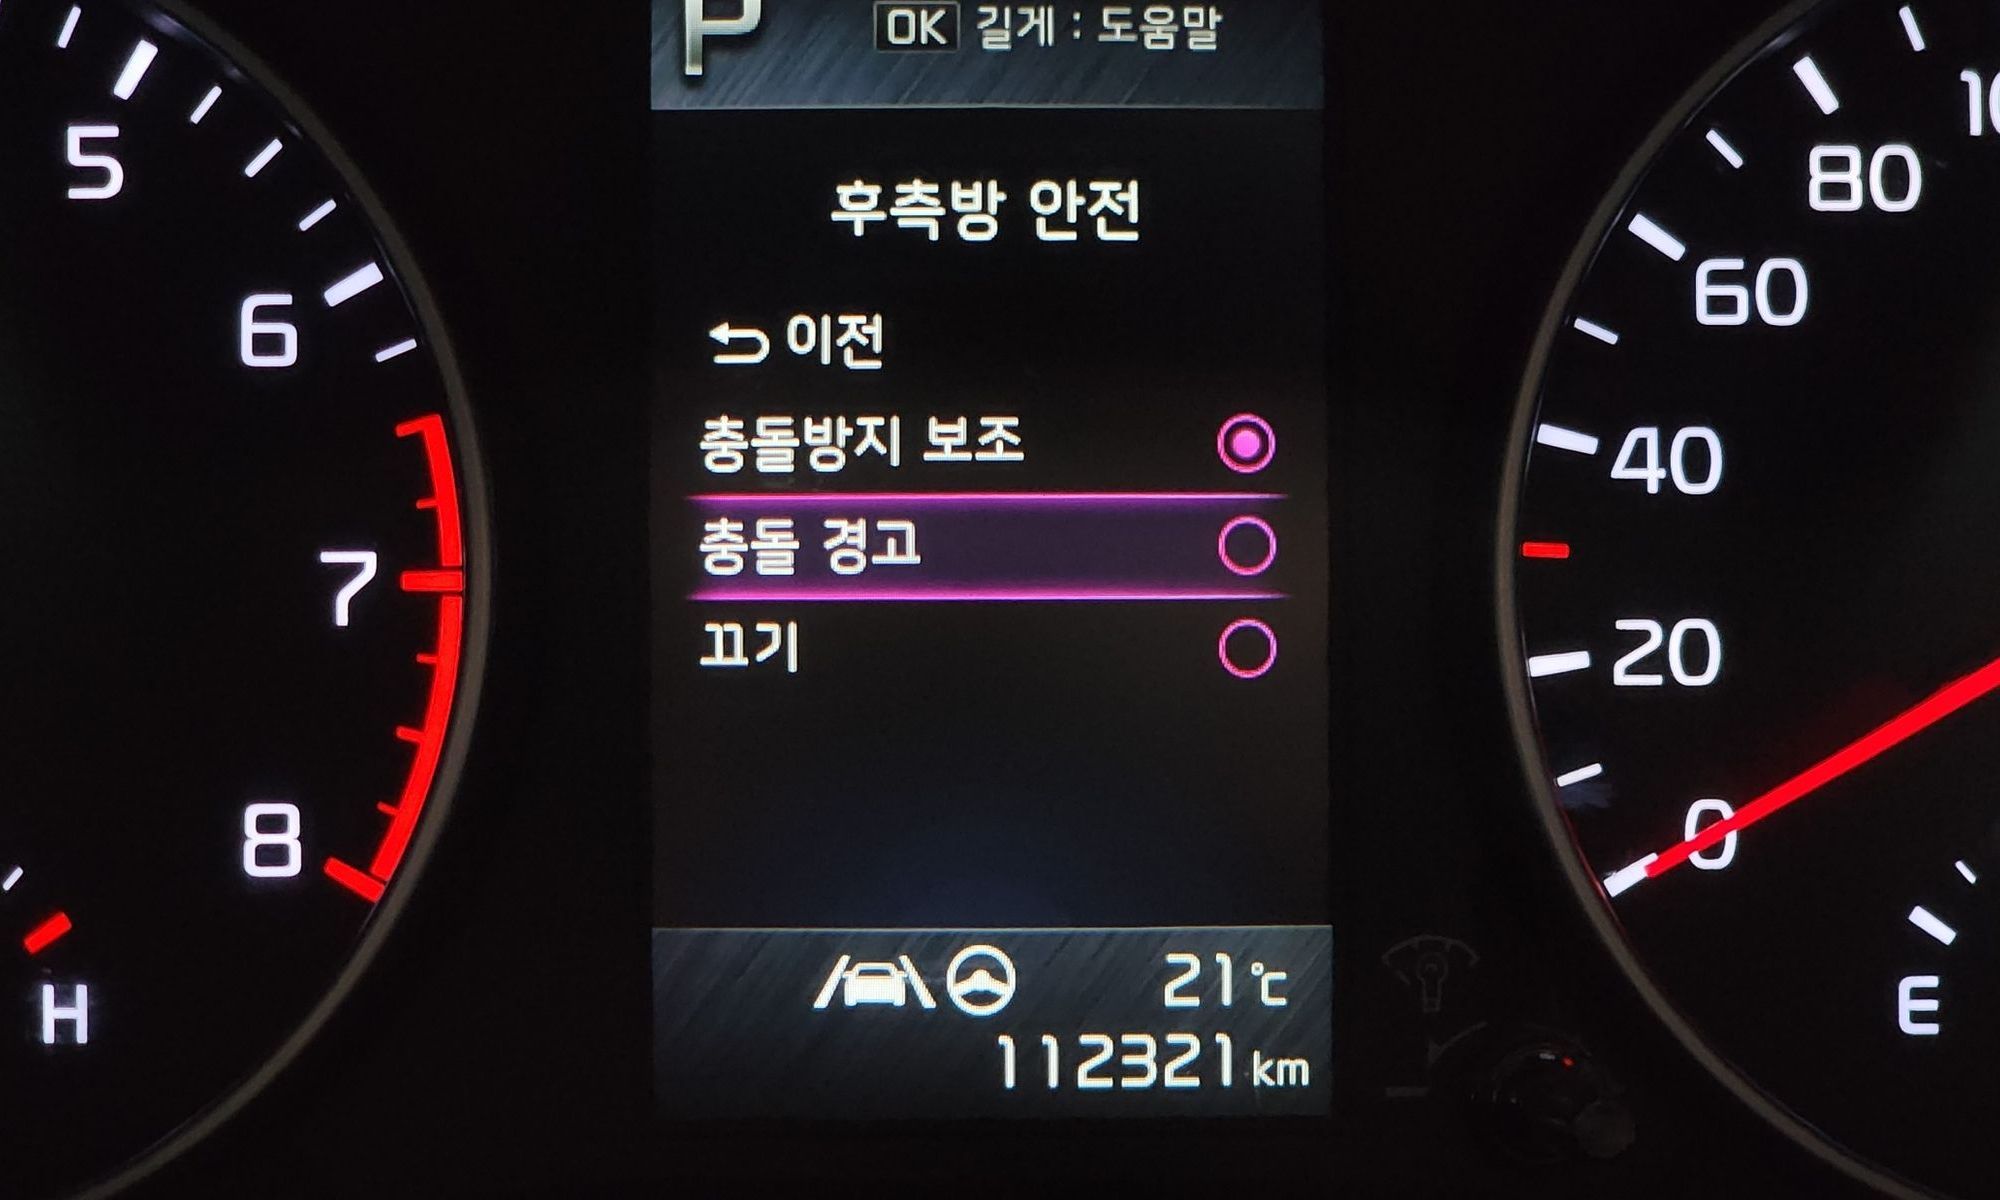 P
OK 길게 : 도움말
후측방 안전
이전
충돌방지 보조
충돌 경고
끄기
21℃
112321 km
5
6
7
8
H
80
60
40
20
0
E